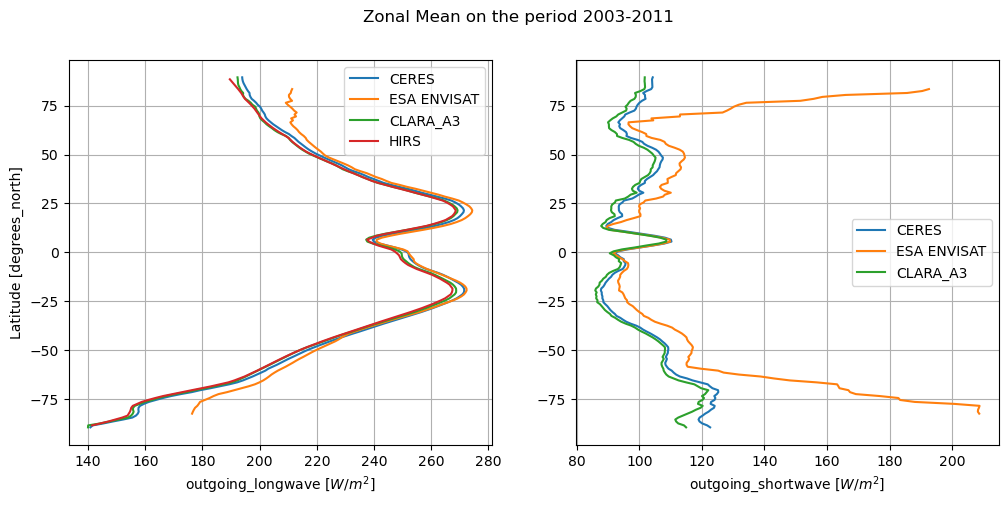 Zonal Mean on the period 2003-2011
Latitude [degrees_north]
75
50
25
0
−25
−50
−75
140 160 180 200 220 240 260 280
outgoing_longwave [W/m²]
CERES
ESA ENVISAT
CLARA_A3
HIRS
75
50
25
0
−25
−50
−75
80 100 120 140 160 180 200
outgoing_shortwave [W/m²]
CERES
ESA ENVISAT
CLARA_A3